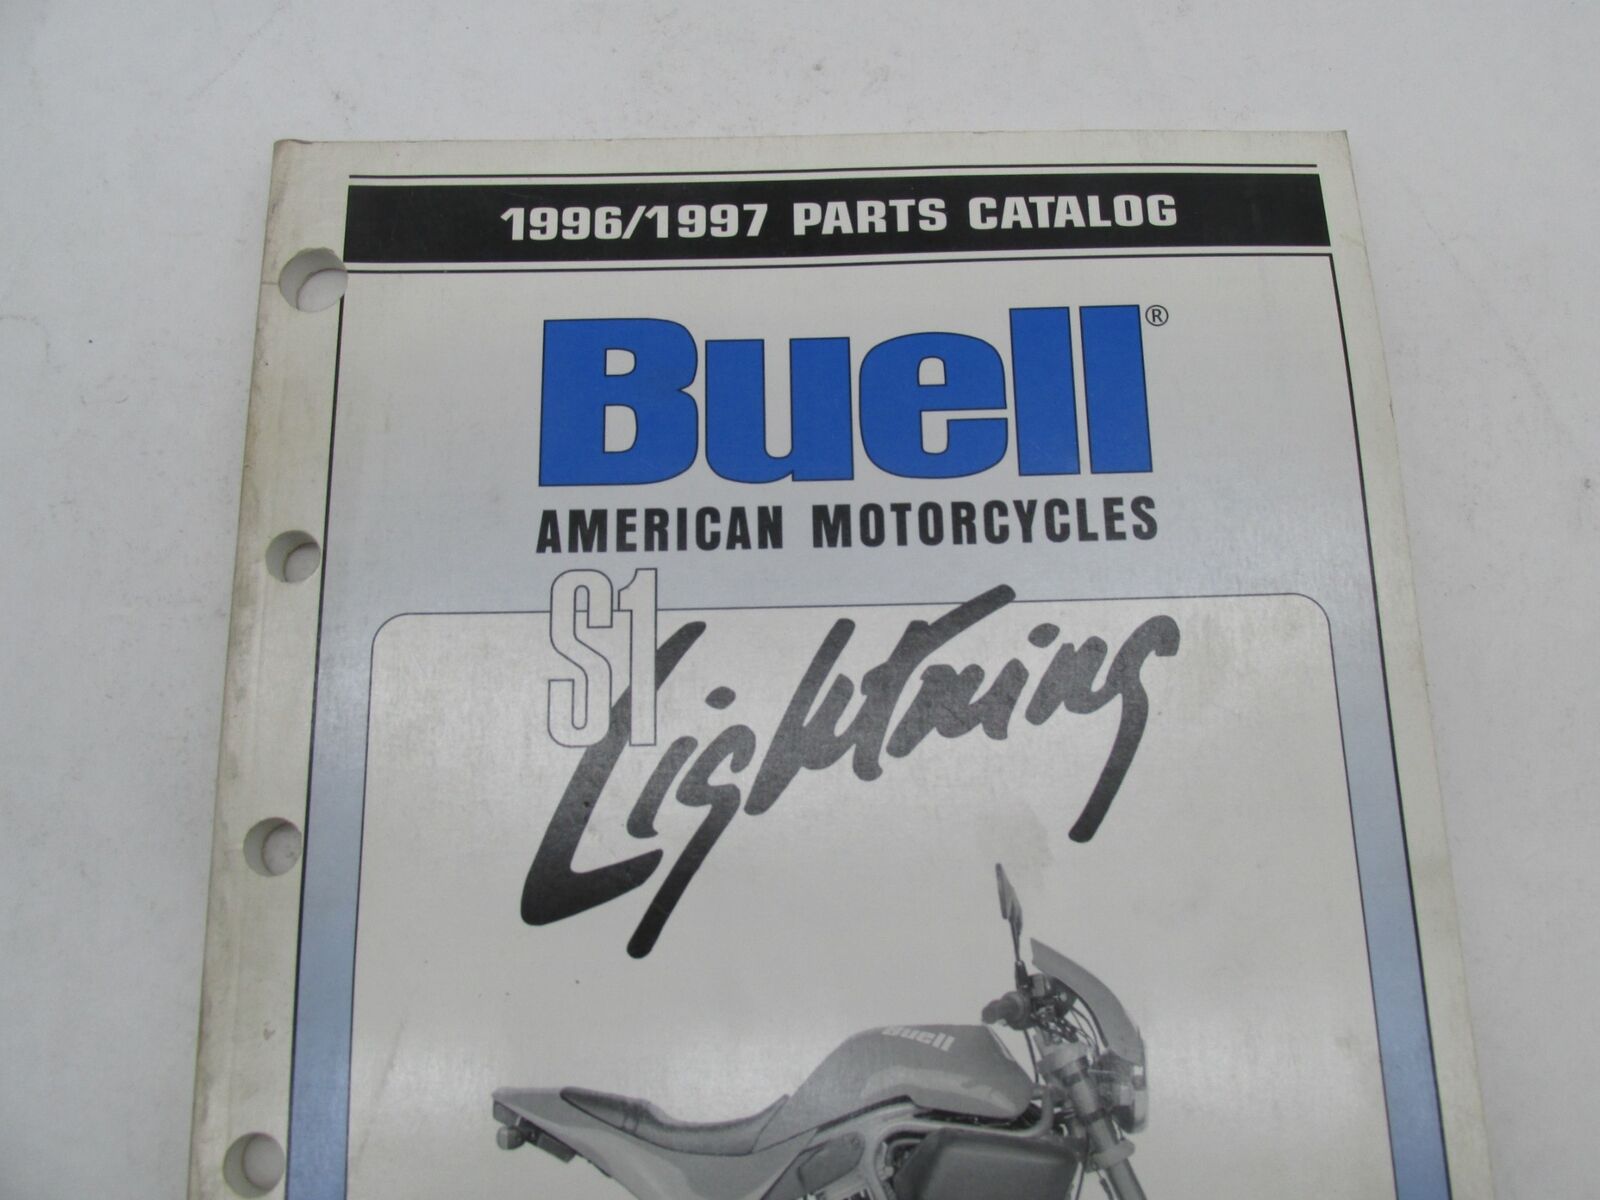 1996/1997 PARTS CATALOG
Buell®
AMERICAN MOTORCYCLES
S1
Lightning
Buell